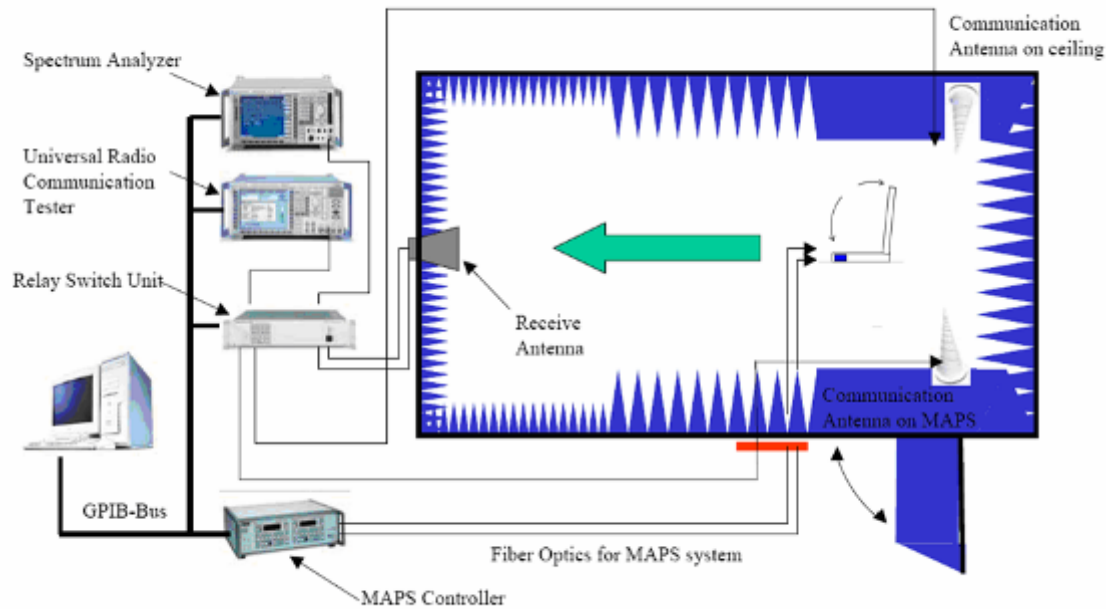 Communication
Antenna on ceiling
Spectrum Analyzer
Universal Radio
Communication
Tester
Relay Switch Unit
Receive
Antenna
Communication
Antenna on MAPS
GPIB-Bus
Fiber Optics for MAPS system
MAPS Controller